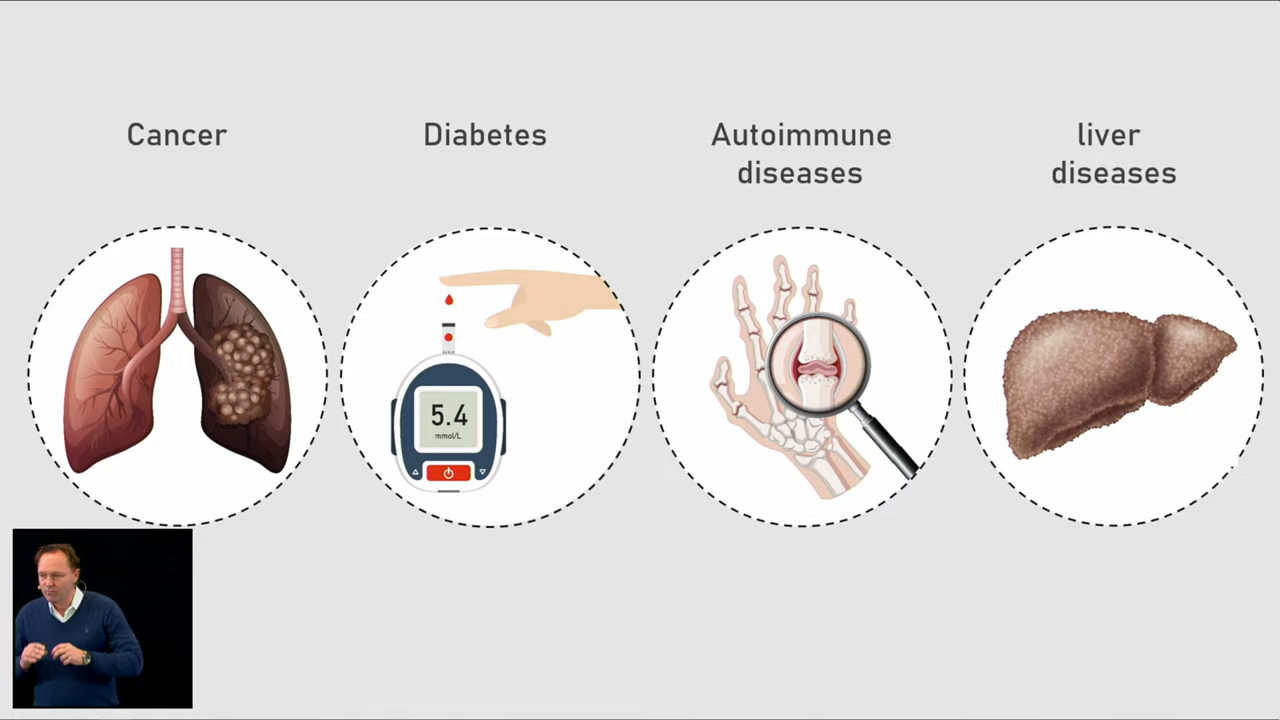 Cancer
Diabetes
Autoimmune
diseases
liver
diseases
5.4
mmol/L